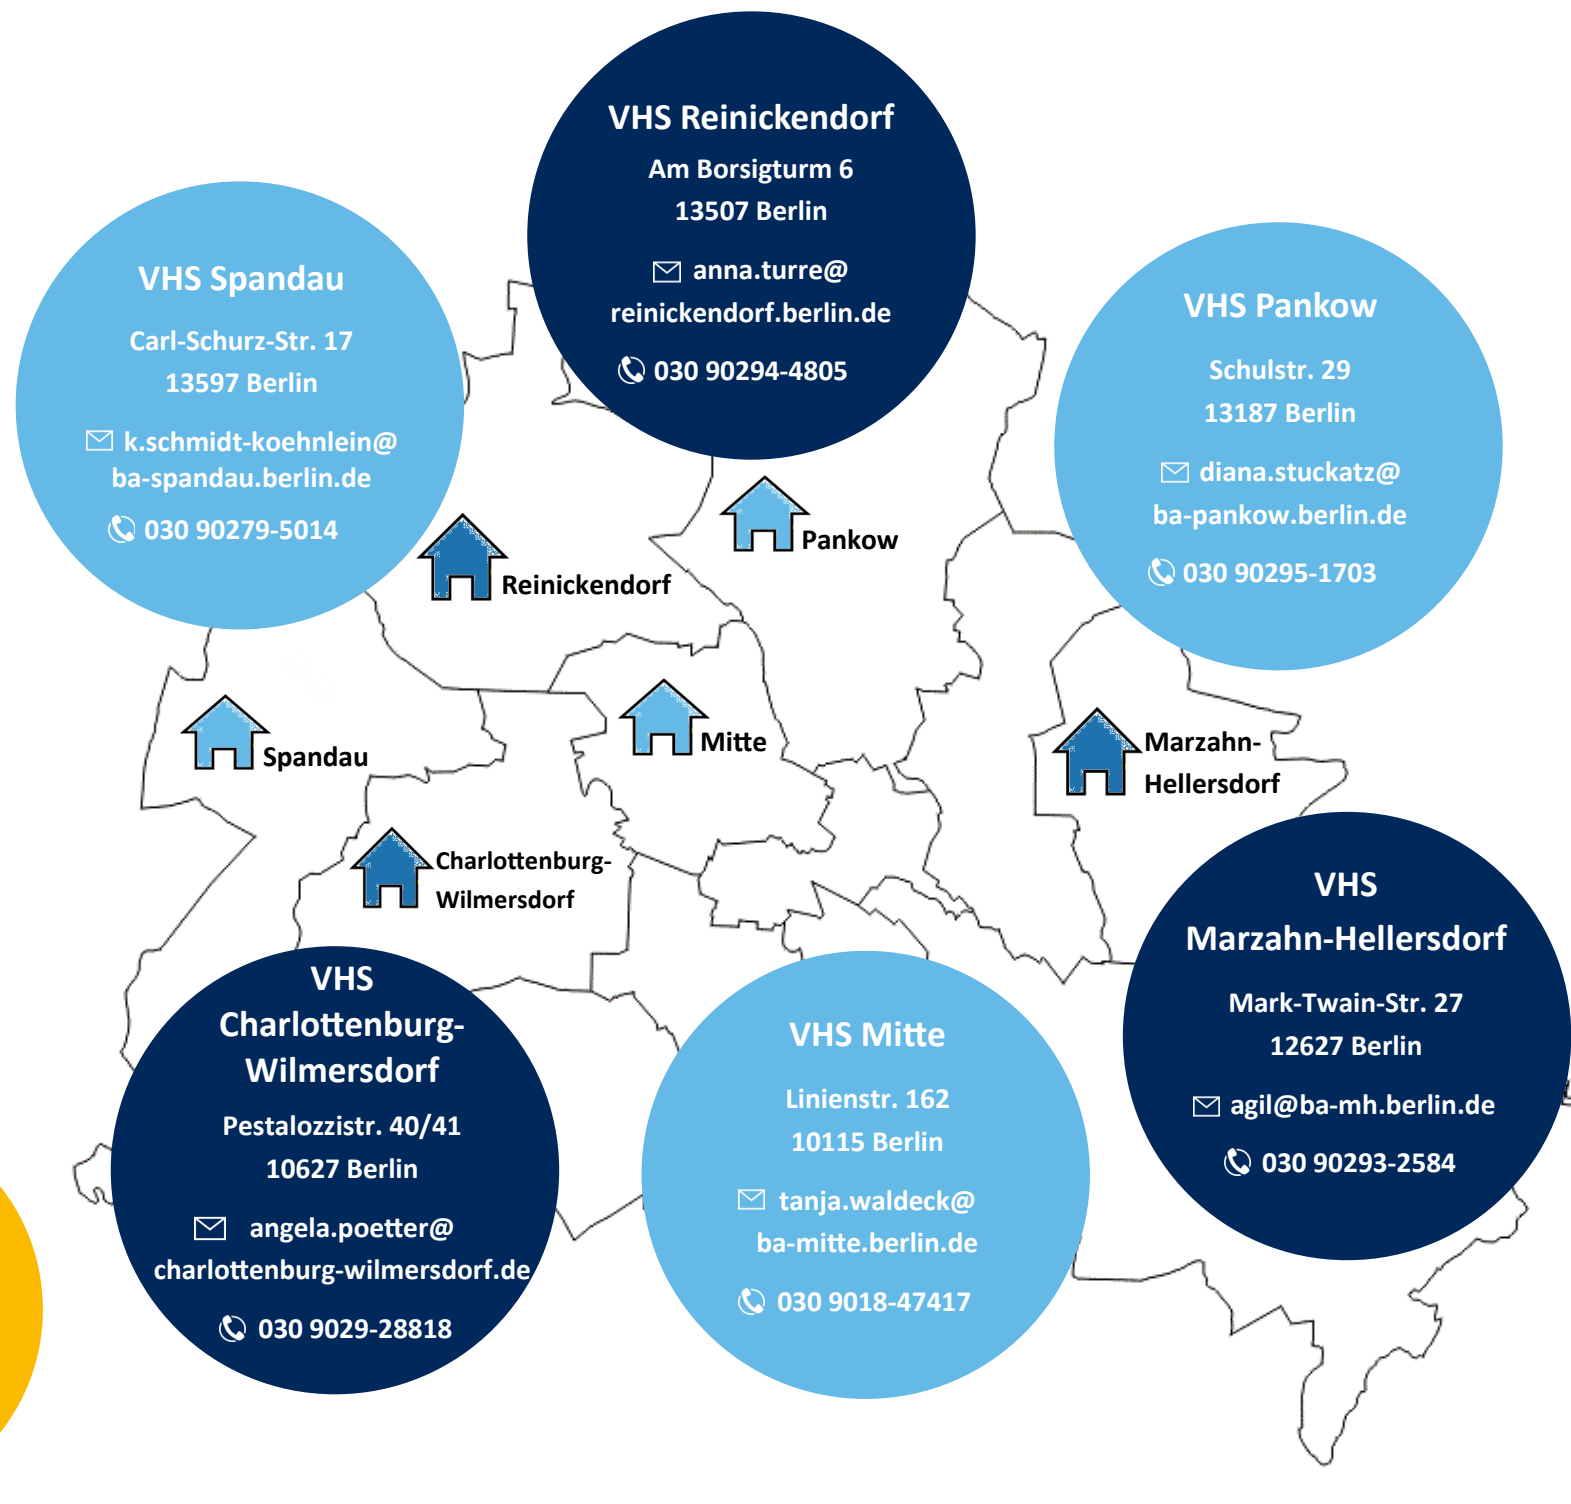 VHS Reinickendorf
Am Borsigturm 6
13507 Berlin
anna.turre@
reinickendorf.berlin.de
030 90294-4805
VHS Spandau
Carl-Schurz-Str. 17
13597 Berlin
k.schmidt-koehnlein@
ba-spandau.berlin.de
030 90279-5014
VHS Pankow
Schulstr. 29
13187 Berlin
diana.stuckatz@
ba-pankow.berlin.de
030 90295-1703
Pankow
Reinickendorf
Spandau
Mitte
Marzahn-
Hellersdorf
Charlottenburg-
Wilmersdorf
VHS
Charlottenburg-
Wilmersdorf
Pestalozzistr. 40/41
10627 Berlin
angela.poetter@
charlottenburg-wilmersdorf.de
030 9029-28818
VHS Mitte
Linienstr. 162
10115 Berlin
tanja.waldeck@
ba-mitte.berlin.de
030 9018-47417
VHS
Marzahn-Hellersdorf
Mark-Twain-Str. 27
12627 Berlin
agil@ba-mh.berlin.de
030 90293-2584